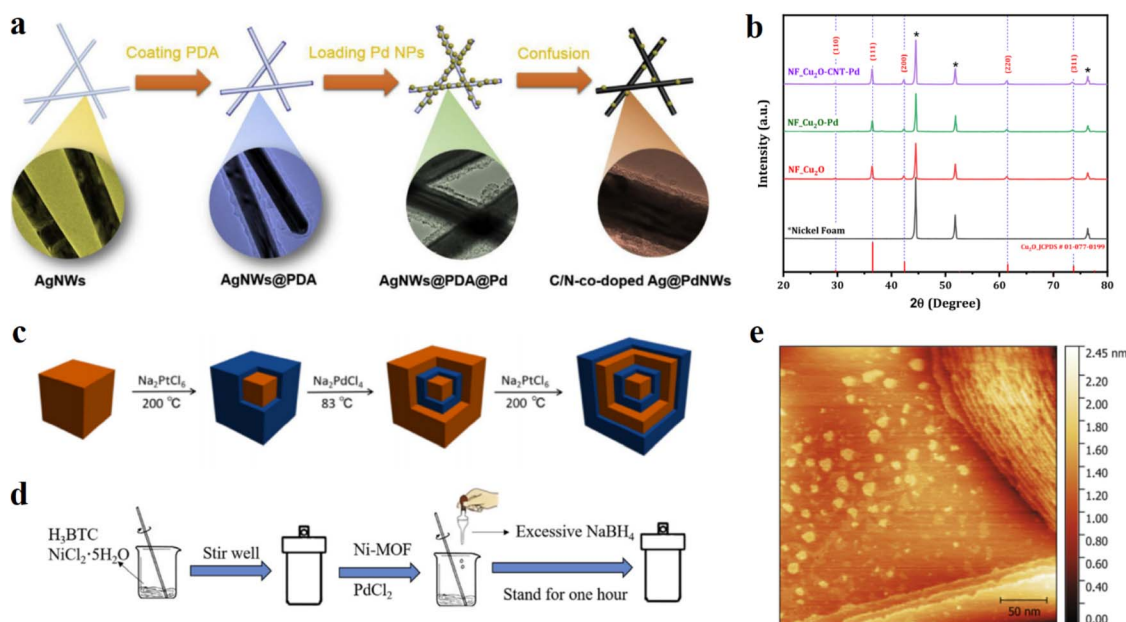 a
Coating PDA
Loading Pd NPs
Confusion
AgNWs
AgNWs@PDA
AgNWs@PDA@Pd
C/N-co-doped Ag@PdNWs
b
Intensity (a.u.)
(110)
(111)
(200)
*
*
(220)
(311)
*
NF_Cu₂O-CNT-Pd
NF_Cu₂O-Pd
NF_Cu₂O
*Nickel Foam
Cu₂O_JCPDS # 01-077-0199
20 30 40 50 60 70 80
2θ (Degree)
c
Na₂PtCl₆
200 ℃
Na₂PdCl₄
83 ℃
Na₂PtCl₆
200 ℃
d
H₃BTC
NiCl₂·5H₂O
Stir well
Ni-MOF
PdCl₂
Excessive NaBH₄
Stand for one hour
e
2.45 nm
2.20
2.00
1.80
1.60
1.40
1.20
1.00
0.80
0.60
0.40
0.00
50 nm